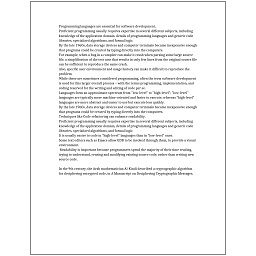 Programming languages are essential for software development.
Proficient programming usually requires expertise in several different subjects, including
knowledge of the application domain, details of programming languages and generic code
libraries, specialized algorithms, and formal logic.
By the late 1960s, data storage devices and computer terminals became inexpensive enough
that programs could be created by typing directly into the computers.
For example, when a bug in a compiler can make it crash when parsing some large source
file, a simplification of the test case that results in only few lines from the original source file
can be sufficient to reproduce the same crash.
Also, specific user environment and usage history can make it difficult to reproduce the
problem.
While these are sometimes considered programming, often the term software development
is used for this larger overall process – with the terms programming, implementation, and
coding reserved for the writing and editing of code per se.
Languages form an approximate spectrum from "low-level" to "high-level"; "low-level"
languages are typically more machine-oriented and faster to execute, whereas "high-level"
languages are more abstract and easier to use but execute less quickly.
By the late 1960s, data storage devices and computer terminals became inexpensive enough
that programs could be created by typing directly into the computers.
Techniques like Code refactoring can enhance readability.
Proficient programming usually requires expertise in several different subjects, including
knowledge of the application domain, details of programming languages and generic code
libraries, specialized algorithms, and formal logic.
It is usually easier to code in "high-level" languages than in "low-level" ones.
Some text editors such as Emacs allow GDB to be invoked through them, to provide a visual
environment.
Readability is important because programmers spend the majority of their time reading,
trying to understand, reusing and modifying existing source code, rather than writing new
source code.
In the 9th century, the Arab mathematician Al-Kindi described a cryptographic algorithm
for deciphering encrypted code, in A Manuscript on Deciphering Cryptographic Messages.